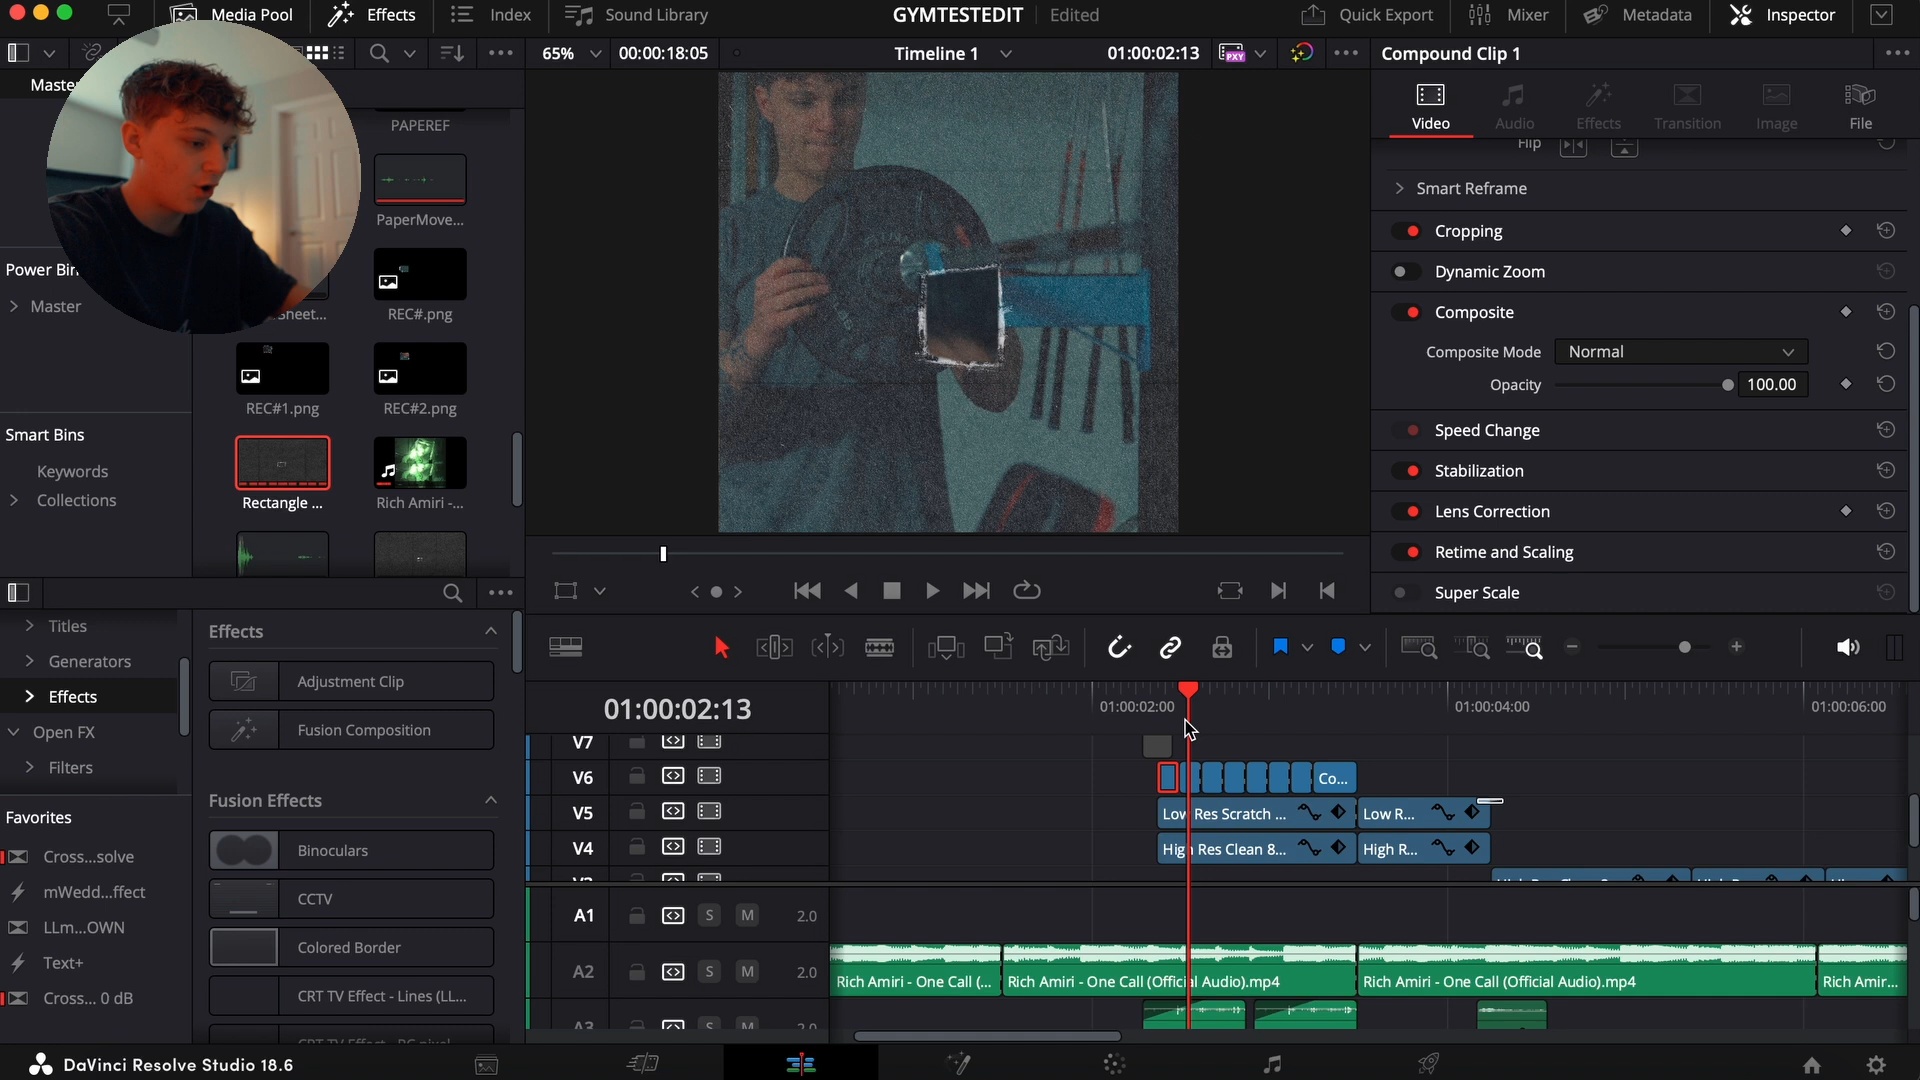 Media Pool
Effects
Index
Sound Library
GYMTESTEDIT
Edited
Quick Export
Mixer
Metadata
Inspector
65%
00:00:18:05
Timeline 1
01:00:02:13
PXY
Compound Clip 1
Video
Audio
Effects
Transition
Image
File
Flip
Smart Reframe
Cropping
Dynamic Zoom
Composite
Composite Mode
Normal
Opacity
100.00
Speed Change
Stabilization
Lens Correction
Retime and Scaling
Super Scale
PAPEREF
PaperMove...
REC#.png
REC#1.png
REC#2.png
Rectangle ...
Rich Amiri -...
Master
Smart Bins
Keywords
Collections
Titles
Generators
Effects
Open FX
Filters
Favorites
Cross...solve
mWedd...ffect
LLm...OWN
Text+
Cross... 0 dB
Effects
Adjustment Clip
Fusion Composition
Fusion Effects
Binoculars
CCTV
Colored Border
CRT TV Effect - Lines (LL...
01:00:02:13
01:00:02:00
01:00:04:00
01:00:06:00
V7
V6
Co...
V5
Low Res Scratch ...
Low R...
V4
High Res Clean 8...
High R...
A1
S
M
2.0
A2
S
M
2.0
Rich Amiri - One Call (...
Rich Amiri - One Call (Official Audio).mp4
Rich Amiri - One Call (Official Audio).mp4
Rich Amir...
DaVinci Resolve Studio 18.6